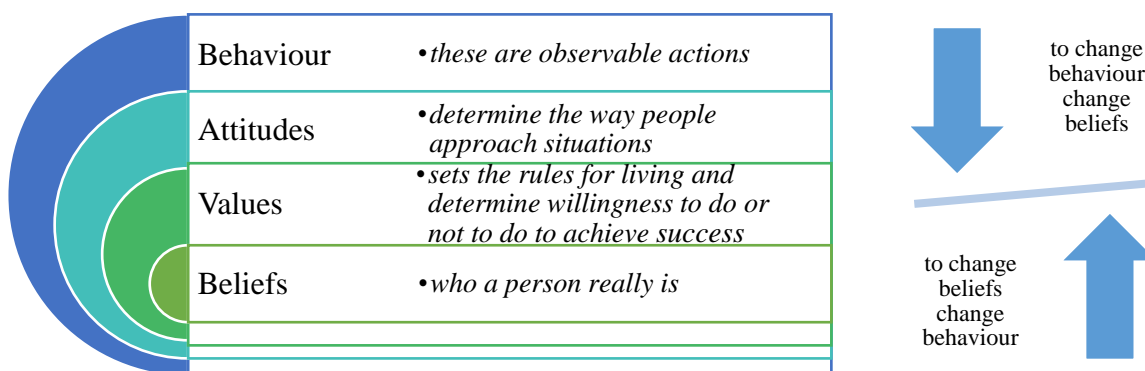 Behaviour
•these are observable actions
Attitudes
•determine the way people
approach situations
Values
•sets the rules for living and
determine willingness to do or
not to do to achieve success
Beliefs
•who a person really is
to change
behaviour
change
beliefs
to change
beliefs
change
behaviour